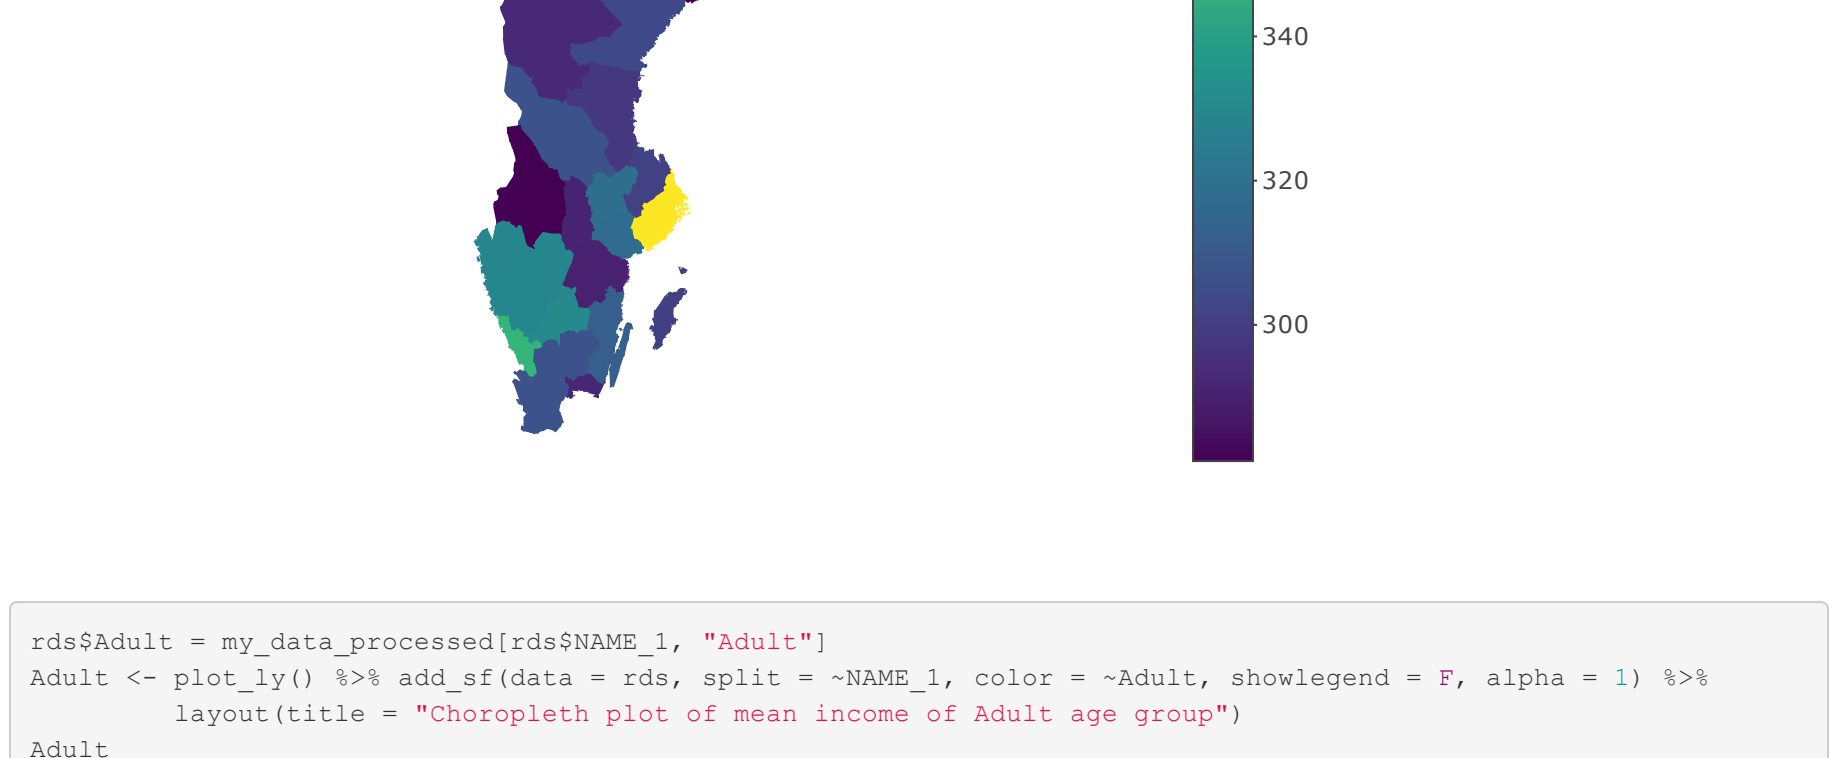 340
320
300
rds$Adult = my_data_processed[rds$NAME_1, "Adult"]
Adult <- plot_ly() %>% add_sf(data = rds, split = ~NAME_1, color = ~Adult, showlegend = F, alpha = 1) %>%
layout(title = "Choropleth plot of mean income of Adult age group")
Adult